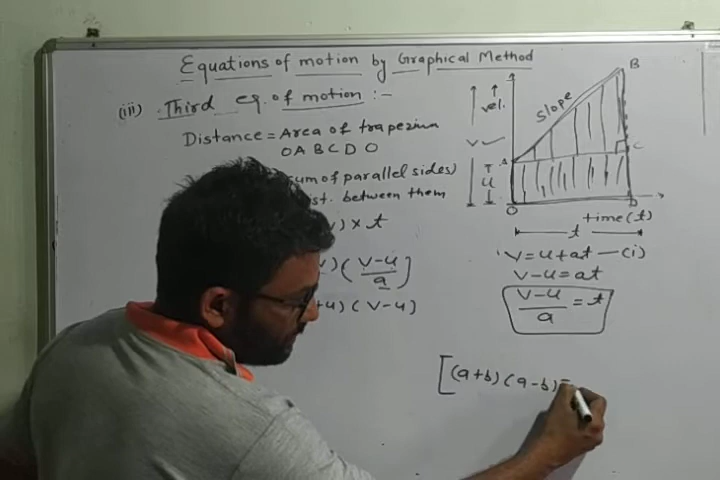 Equations of motion by Graphical Method
(iii) Third eq. of motion :-
Distance = Area of trapezium
OABCDO
sum of parallel sides)
between them
) × t
) ( V-u / a ]
+u) ( V-u ]
B
slope
vel.
V
A
C
u
O
D
time (t)
t
V = u + at — (i)
V - u = at
V-u / a = t
[(a+b) (a-b) =